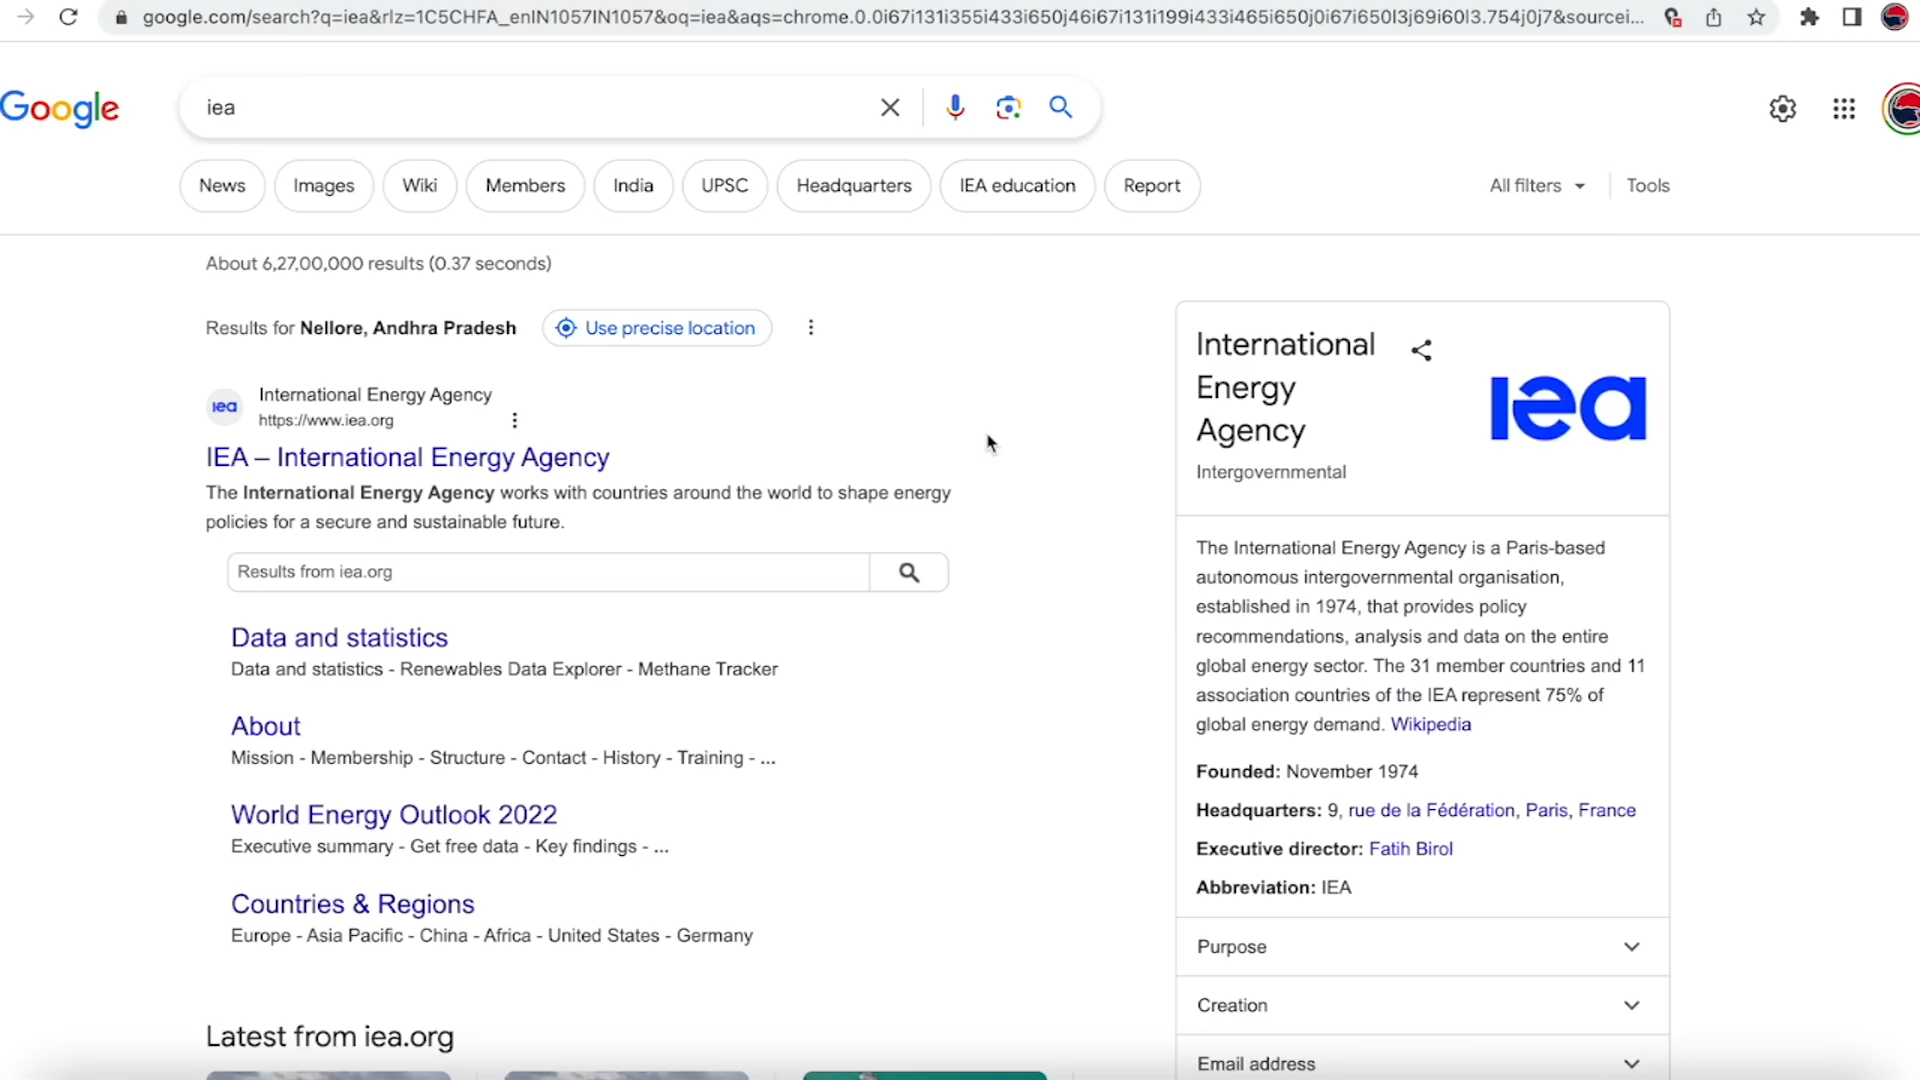 google.com/search?q=iea&rlz=1C5CHFA_enIN1057IN1057&oq=iea&aqs=chrome.0.0i67i131i355i433i650j46i67i131i199i433i465i650j0i67i650l3j69i60l3.754j0j7&sourcei...
Google
iea
News
Images
Wiki
Members
India
UPSC
Headquarters
IEA education
Report
All filters
Tools
About 6,27,00,000 results (0.37 seconds)
Results for Nellore, Andhra Pradesh
Use precise location
iea
International Energy Agency
https://www.iea.org
IEA – International Energy Agency
The International Energy Agency works with countries around the world to shape energy
policies for a secure and sustainable future.
Results from iea.org
Data and statistics
Data and statistics - Renewables Data Explorer - Methane Tracker
About
Mission - Membership - Structure - Contact - History - Training - ...
World Energy Outlook 2022
Executive summary - Get free data - Key findings - ...
Countries & Regions
Europe - Asia Pacific - China - Africa - United States - Germany
Latest from iea.org
International
Energy
Agency
Intergovernmental
iea
The International Energy Agency is a Paris-based
autonomous intergovernmental organisation,
established in 1974, that provides policy
recommendations, analysis and data on the entire
global energy sector. The 31 member countries and 11
association countries of the IEA represent 75% of
global energy demand. Wikipedia
Founded: November 1974
Headquarters: 9, rue de la Fédération, Paris, France
Executive director: Fatih Birol
Abbreviation: IEA
Purpose
Creation
Email address